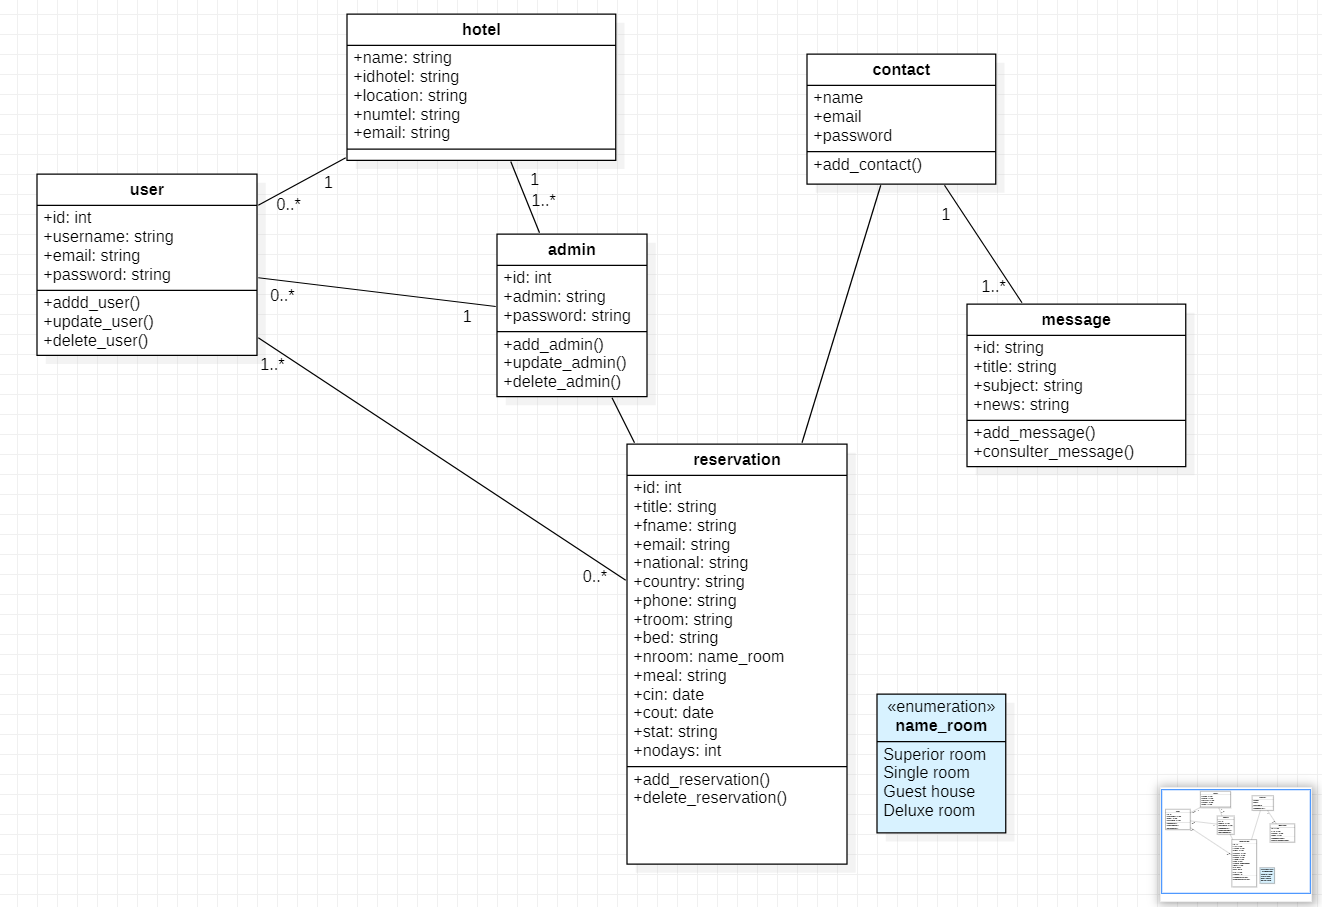 hotel
+name: string
+idhotel: string
+location: string
+numtel: string
+email: string
contact
+name
+email
+password
+add_contact()
user
+id: int
+username: string
+email: string
+password: string
+addd_user()
+update_user()
+delete_user()
1
0..*
1
1..*
admin
+id: int
+admin: string
+password: string
+add_admin()
+update_admin()
+delete_admin()
0..*
1
1
1..*
message
+id: string
+title: string
+subject: string
+news: string
+add_message()
+consulter_message()
1..*
0..*
reservation
+id: int
+title: string
+fname: string
+email: string
+national: string
+country: string
+phone: string
+troom: string
+bed: string
+nroom: name_room
+meal: string
+cin: date
+cout: date
+stat: string
+nodays: int
+add_reservation()
+delete_reservation()
«enumeration»
name_room
Superior room
Single room
Guest house
Deluxe room